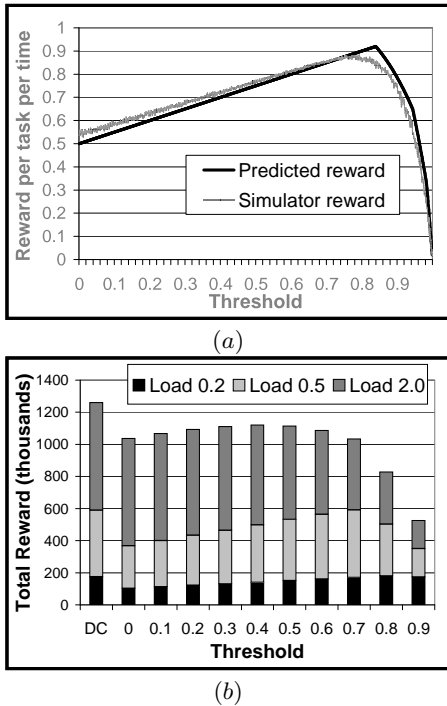 Reward per task per time
1
0.9
0.8
0.7
0.6
0.5
0.4
0.3
0.2
0.1
0
Predicted reward
Simulator reward
0 0.1 0.2 0.3 0.4 0.5 0.6 0.7 0.8 0.9
Threshold
(a)
Total Reward (thousands)
1400
1200
1000
800
600
400
200
0
Load 0.2 Load 0.5 Load 2.0
DC 0 0.1 0.2 0.3 0.4 0.5 0.6 0.7 0.8 0.9
Threshold
(b)